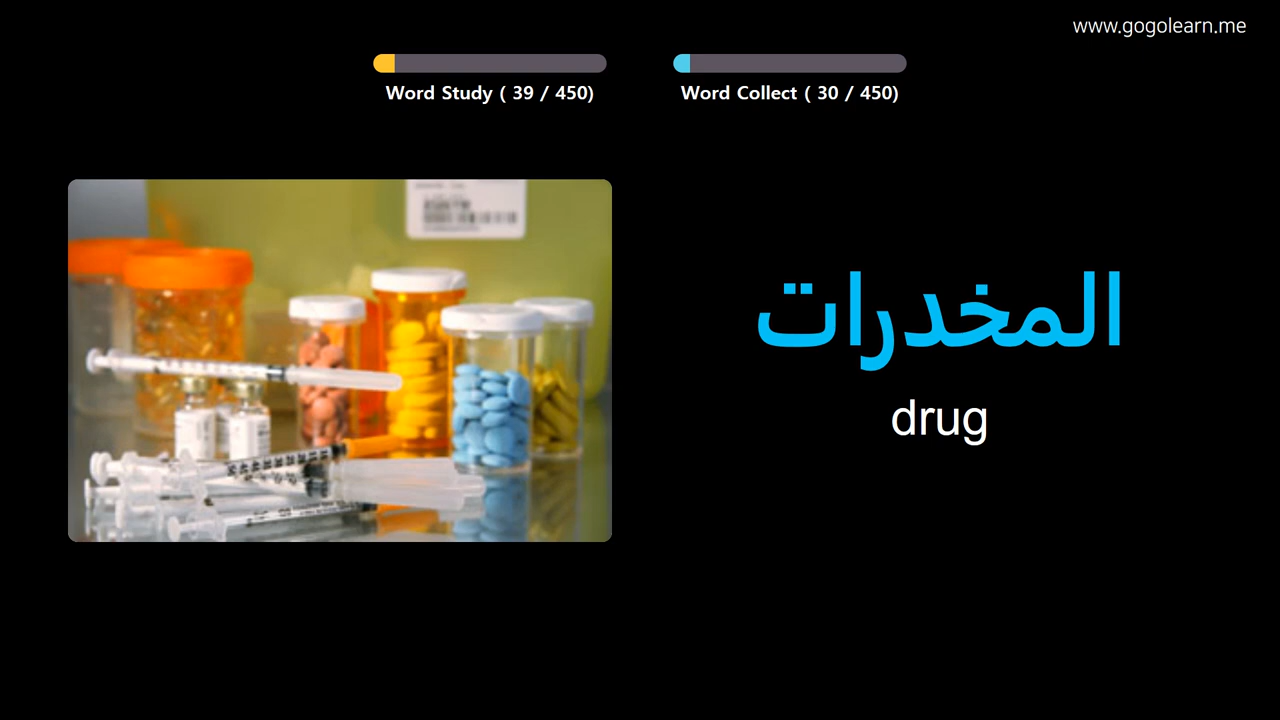 www.gogolearn.me
Word Study ( 39 / 450)
Word Collect ( 30 / 450)
المخدرات
drug